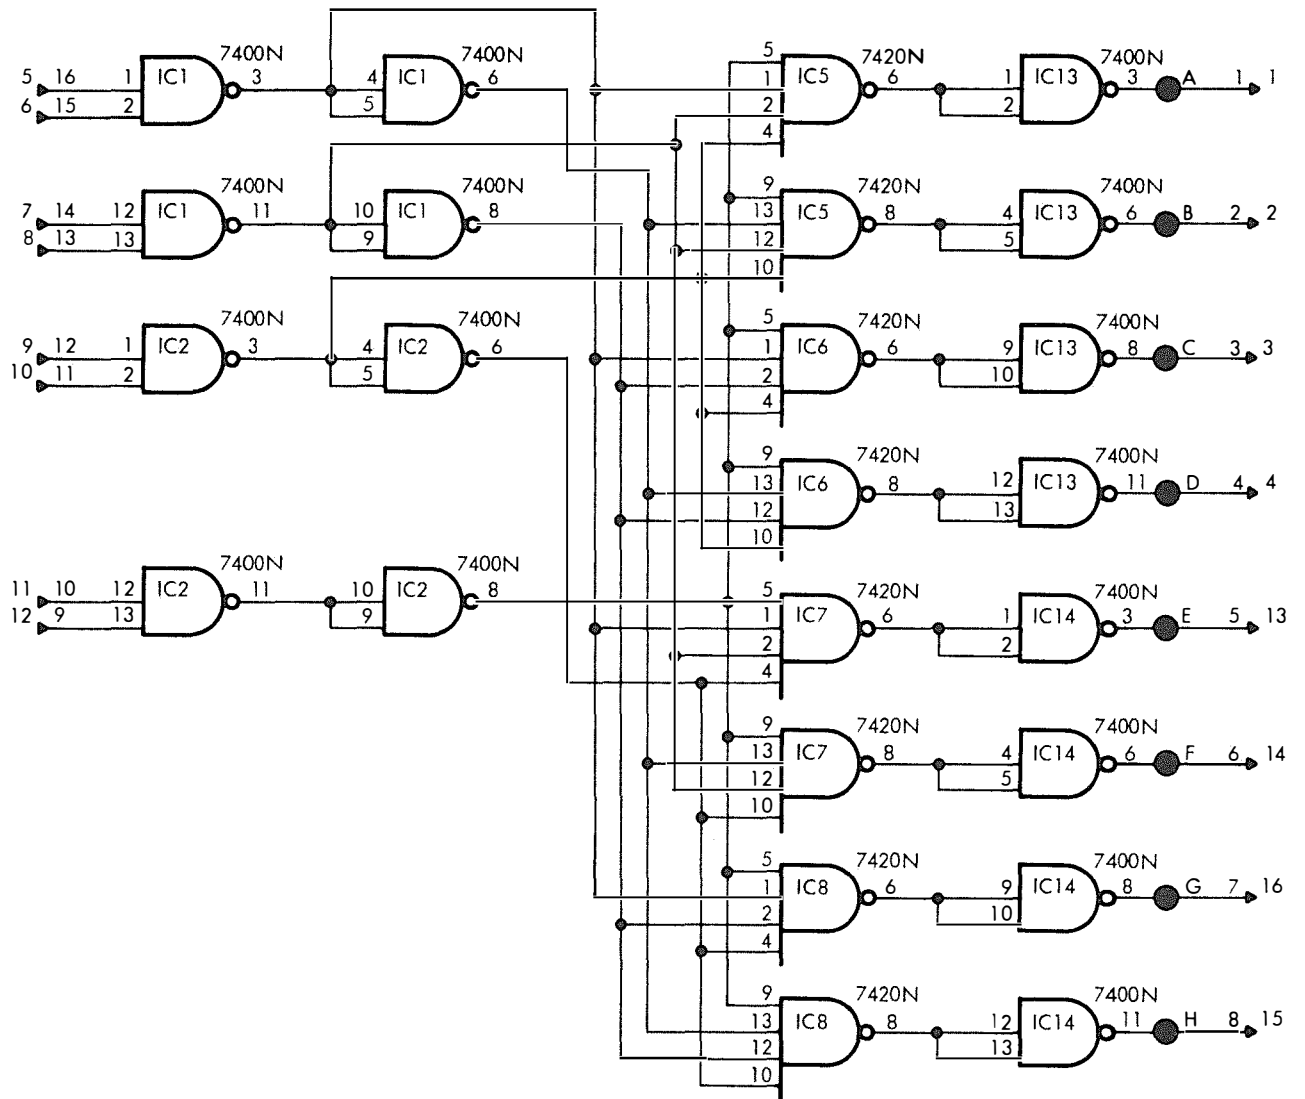 7400N 7400N 7420N 7400N
5 16 1 IC1 3 4 IC1 6 5 IC5 6 1 IC13 3 A 1 1
6 15 2 5 1 2
2
4
7400N 7400N 7420N 7400N
7 14 12 IC1 11 10 IC1 8 9 IC5 8 4 IC13 6 B 2 2
8 13 13 9 13 5
12
10
7400N 7400N 7420N 7400N
9 12 1 IC2 3 4 IC2 6 5 IC6 6 9 IC13 8 C 3 3
10 11 2 5 1 10
2
4
7420N 7400N
9 IC6 8 12 IC13 11 D 4 4
13 13
12
10
7400N 7400N 7420N 7400N
11 10 12 IC2 11 10 IC2 8 5 IC7 6 1 IC14 3 E 5 13
12 9 13 9 1 2
2
4
7420N 7400N
9 IC7 8 4 IC14 6 F 6 14
13 5
12
10
7420N 7400N
5 IC8 6 9 IC14 8 G 7 16
1 10
2
4
7420N 7400N
9 IC8 8 12 IC14 11 H 8 15
13 13
12
10